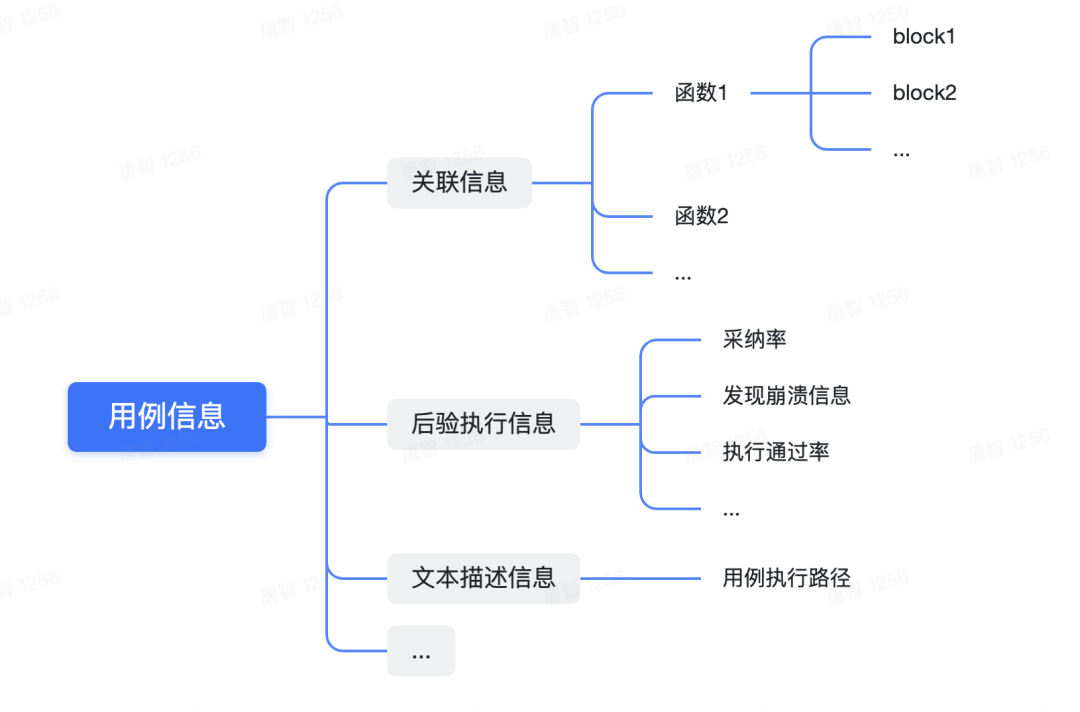 用例信息
关联信息
函数1
block1
block2
...
函数2
...
后验执行信息
采纳率
发现崩溃信息
执行通过率
...
文本描述信息
用例执行路径
...
唐智 1256